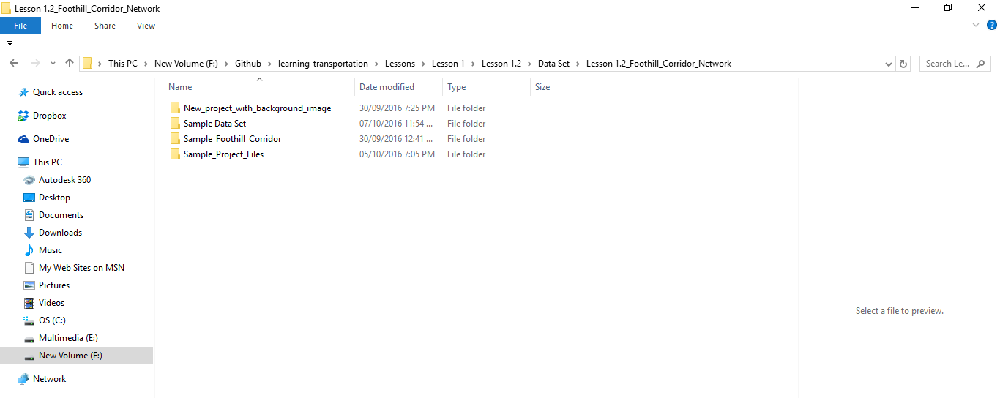 Lesson 1.2_Foothill_Corridor_Network
File Home Share View
This PC New Volume (F:) Github learning-transportation Lessons Lesson 1 Lesson 1.2 Data Set Lesson 1.2_Foothill_Corridor_Network Search Le...
Name Date modified Type Size
Quick access
Dropbox
OneDrive
This PC
Autodesk 360
Desktop
Documents
Downloads
Music
My Web Sites on MSN
Pictures
Videos
OS (C:)
Multimedia (E:)
New Volume (F:)
Network
New_project_with_background_image 30/09/2016 7:25 PM File folder
Sample Data Set 07/10/2016 11:54 ... File folder
Sample_Foothill_Corridor 30/09/2016 12:41 ... File folder
Sample_Project_Files 05/10/2016 7:05 PM File folder
Select a file to preview.